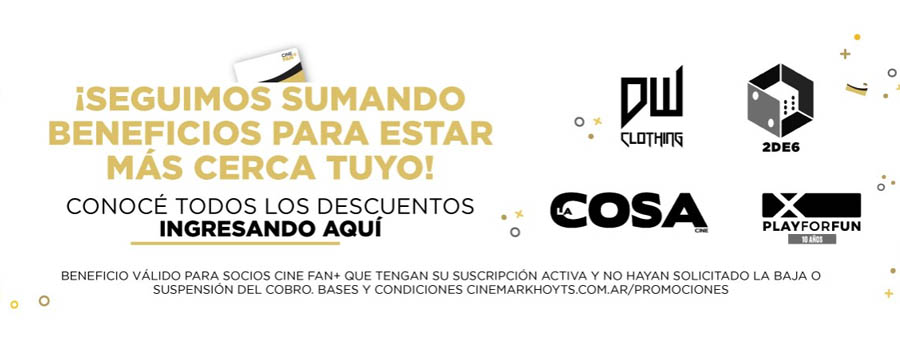 CINE
FAN+
¡SEGUIMOS SUMANDO
BENEFICIOS PARA ESTAR
MÁS CERCA TUYO!
CONOCÉ TODOS LOS DESCUENTOS
INGRESANDO AQUÍ
DW
CLOTHING
2DE6
LA COSA
CINE
PLAYFORFUN
10 AÑOS
BENEFICIO VÁLIDO PARA SOCIOS CINE FAN+ QUE TENGAN SU SUSCRIPCIÓN ACTIVA Y NO HAYAN SOLICITADO LA BAJA O
SUSPENSIÓN DEL COBRO. BASES Y CONDICIONES CINEMARKHOYTS.COM.AR/PROMOCIONES